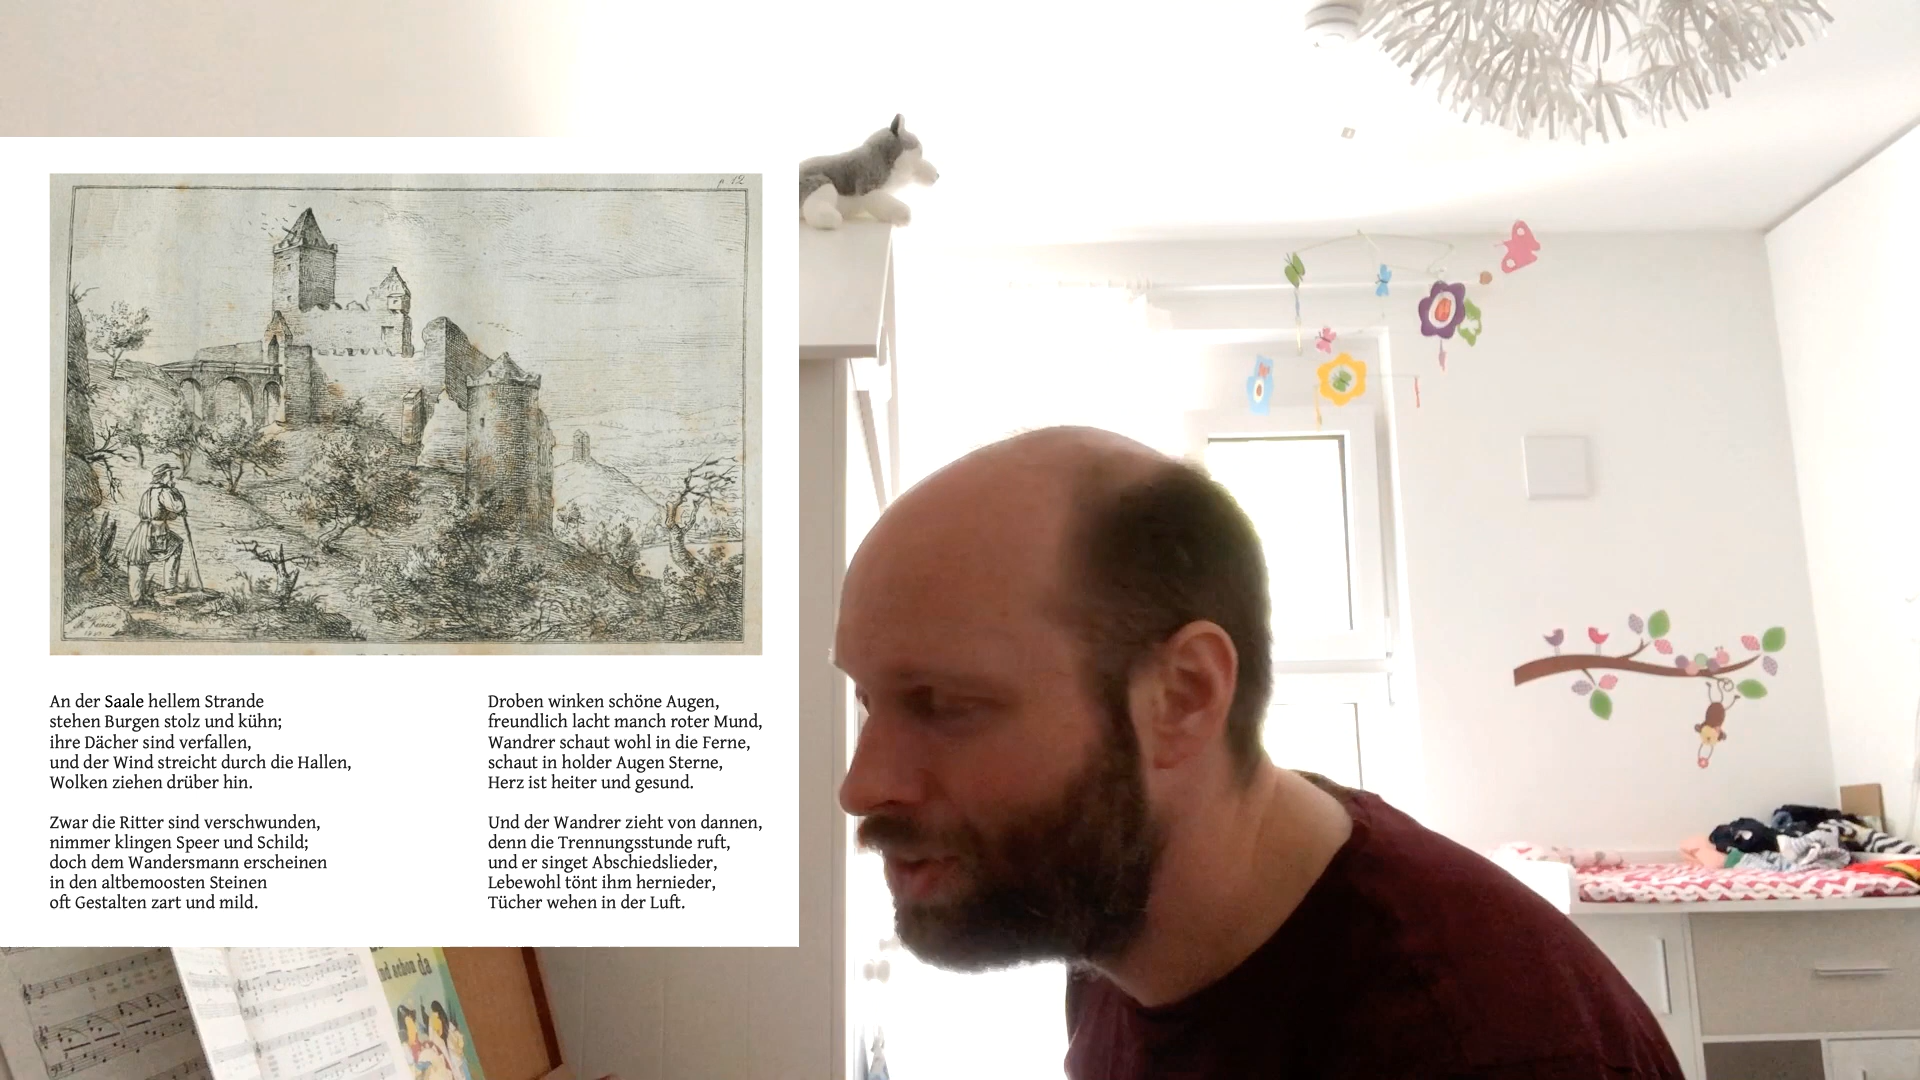 p. 12
An der Saale hellem Strande
stehen Burgen stolz und kühn;
ihre Dächer sind verfallen,
und der Wind streicht durch die Hallen,
Wolken ziehen drüber hin.
Zwar die Ritter sind verschwunden,
nimmer klingen Speer und Schild;
doch dem Wandersmann erscheinen
in den altbemoosten Steinen
oft Gestalten zart und mild.
Droben winken schöne Augen,
freundlich lacht manch roter Mund,
Wandrer schaut wohl in die Ferne,
schaut in holder Augen Sterne,
Herz ist heiter und gesund.
Und der Wandrer zieht von dannen,
denn die Trennungsstunde ruft,
und er singet Abschiedslieder,
Lebewohl tönt ihm hernieder,
Tücher wehen in der Luft.
nd schon da